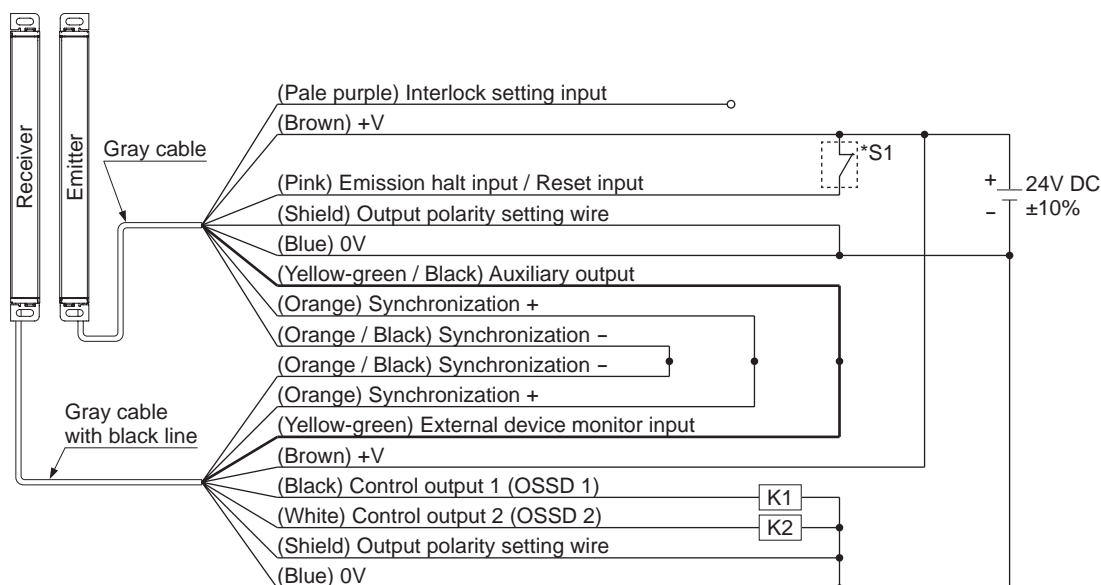 Receiver
Emitter
Gray cable
(Pale purple) Interlock setting input
(Brown) +V
*S1
(Pink) Emission halt input / Reset input
+
24V DC
−
±10%
(Shield) Output polarity setting wire
(Blue) 0V
(Yellow-green / Black) Auxiliary output
(Orange) Synchronization +
(Orange / Black) Synchronization −
(Orange / Black) Synchronization −
(Orange) Synchronization +
Gray cable
with black line
(Yellow-green) External device monitor input
(Brown) +V
(Black) Control output 1 (OSSD 1)
K1
(White) Control output 2 (OSSD 2)
K2
(Shield) Output polarity setting wire
(Blue) 0V